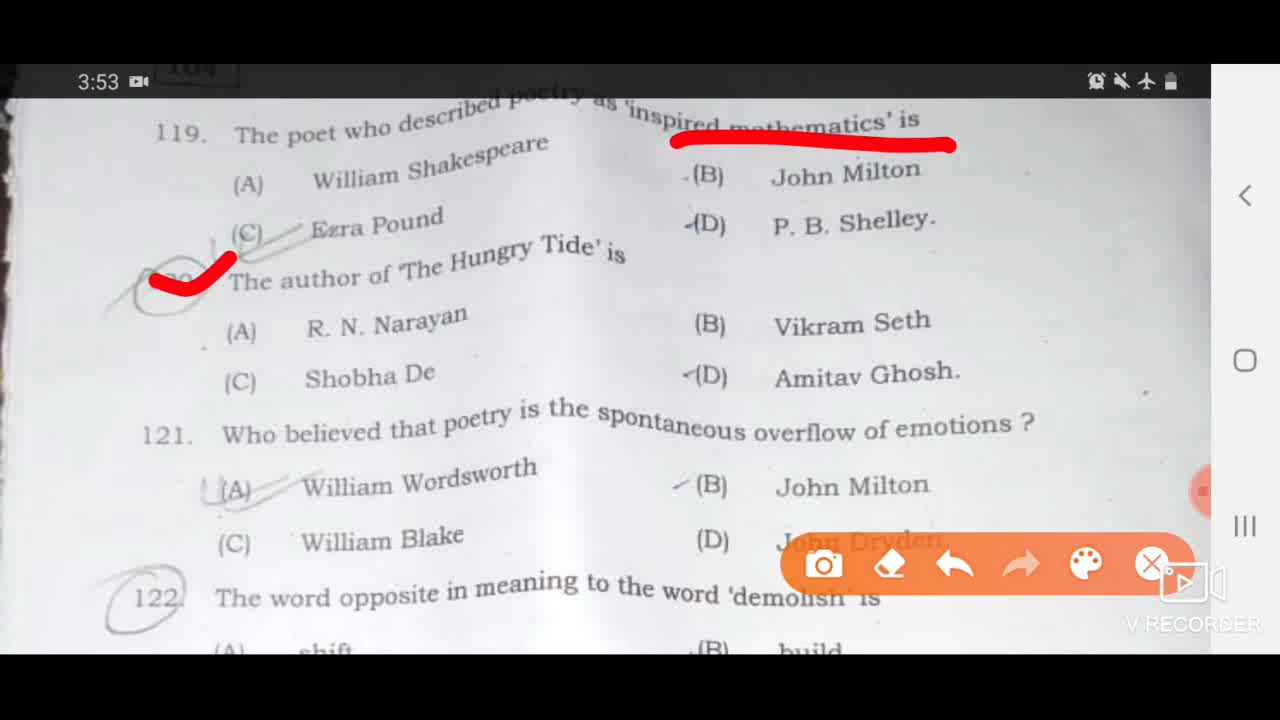 3:53
104
119. The poet who described poetry as 'inspired mathematics' is
(A) William Shakespeare (B) John Milton
(C) Ezra Pound (D) P. B. Shelley.
The author of 'The Hungry Tide' is
(A) R. N. Narayan (B) Vikram Seth
(C) Shobha De (D) Amitav Ghosh.
121. Who believed that poetry is the spontaneous overflow of emotions ?
(A) William Wordsworth (B) John Milton
(C) William Blake (D) John Dryden.
122. The word opposite in meaning to the word 'demolish' is
(A) shift (B) build
V RECORDER